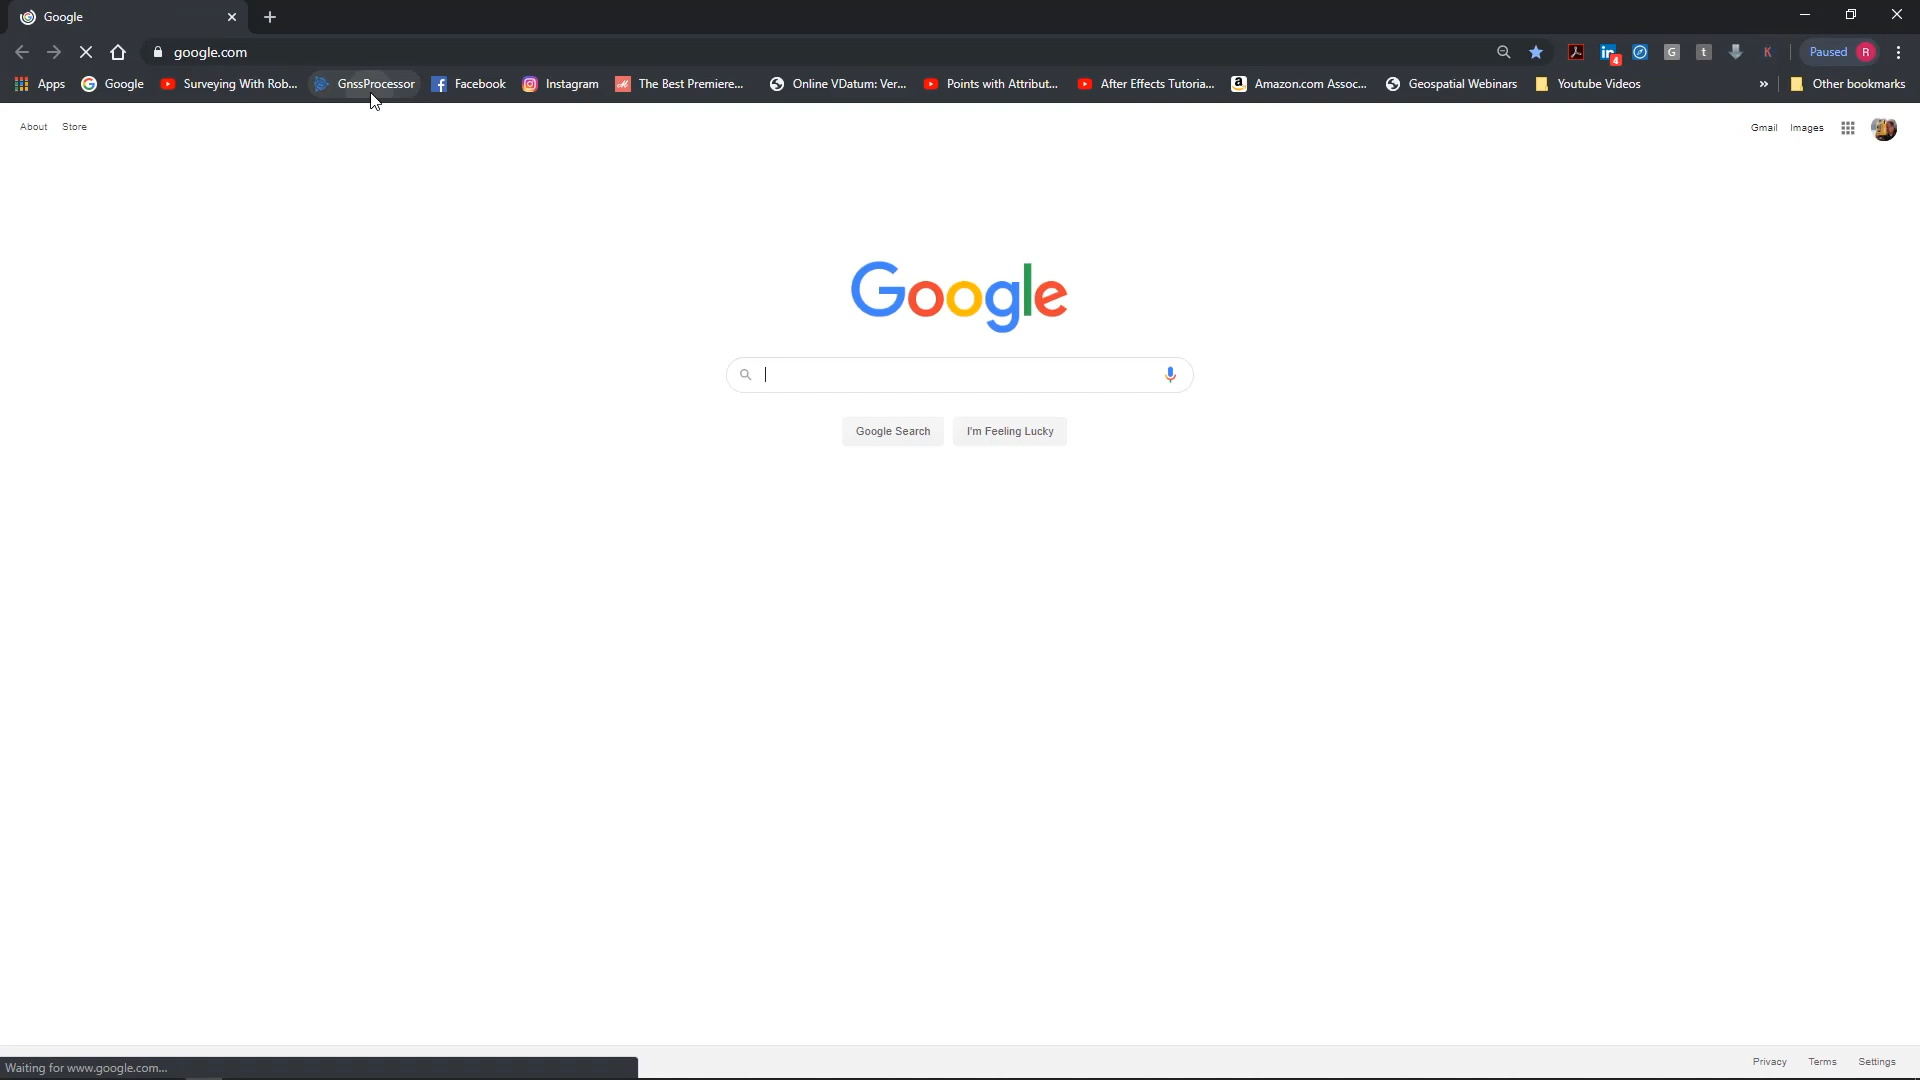 Google
google.com
4
G
t
K
Paused
R
Apps
Google
Surveying With Rob...
GnssProcessor
Facebook
Instagram
The Best Premiere...
Online VDatum: Ver...
Points with Attribut...
After Effects Tutoria...
Amazon.com Assoc...
Geospatial Webinars
Youtube Videos
»
Other bookmarks
About
Store
Gmail
Images
Google
Google Search
I'm Feeling Lucky
Waiting for www.google.com...
Privacy
Terms
Settings